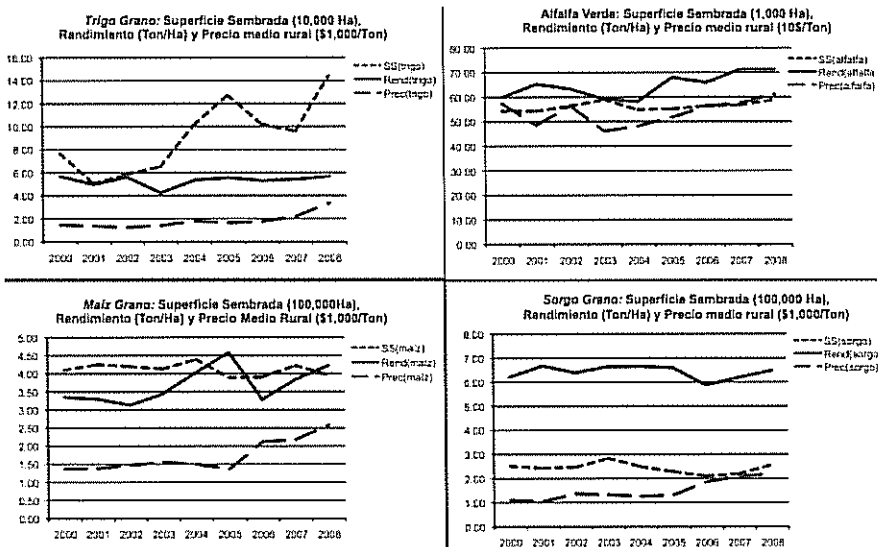 Trigo Grano: Superficie Sembrada (10,000 Ha),
Rendimiento (Ton/Ha) y Precio medio rural ($1,000/Ton)
16.00
14.00
12.00
10.00
8.00
6.00
4.00
2.00
0.00
SS(trigo)
Rend(trigo)
Prec(trigo)
2000 2001 2002 2003 2004 2005 2006 2007 2008
Alfalfa Verde: Superficie Sembrada (1,000 Ha),
Rendimiento (Ton/Ha) y Precio medio rural (10$/Ton)
80.00
70.00
60.00
50.00
40.00
30.00
20.00
10.00
00.00
SS(alfalfa)
Rend(alfalfa
Prec(alfalfa)
2000 2001 2002 2003 2004 2005 2006 2007 2008
Maíz Grano: Superficie Sembrada (100,000Ha),
Rendimiento (Ton/Ha) y Precio Medio Rural ($1,000/Ton)
5.00
4.50
4.00
3.50
3.00
2.50
2.00
1.50
1.00
0.50
0.00
SS(maíz)
Rend(maíz)
Prec(maíz)
2000 2001 2002 2003 2004 2005 2006 2007 2008
Sorgo Grano: Superficie Sembrada (100,000 Ha),
Rendimiento (Ton/Ha) y Precio medio rural ($1,000/Ton)
8.00
7.00
6.00
5.00
4.00
3.00
2.00
1.00
0.00
SS(sorgo)
Rend(sorgo
Prec(sorgo)
2000 2001 2002 2003 2004 2005 2006 2007 2008